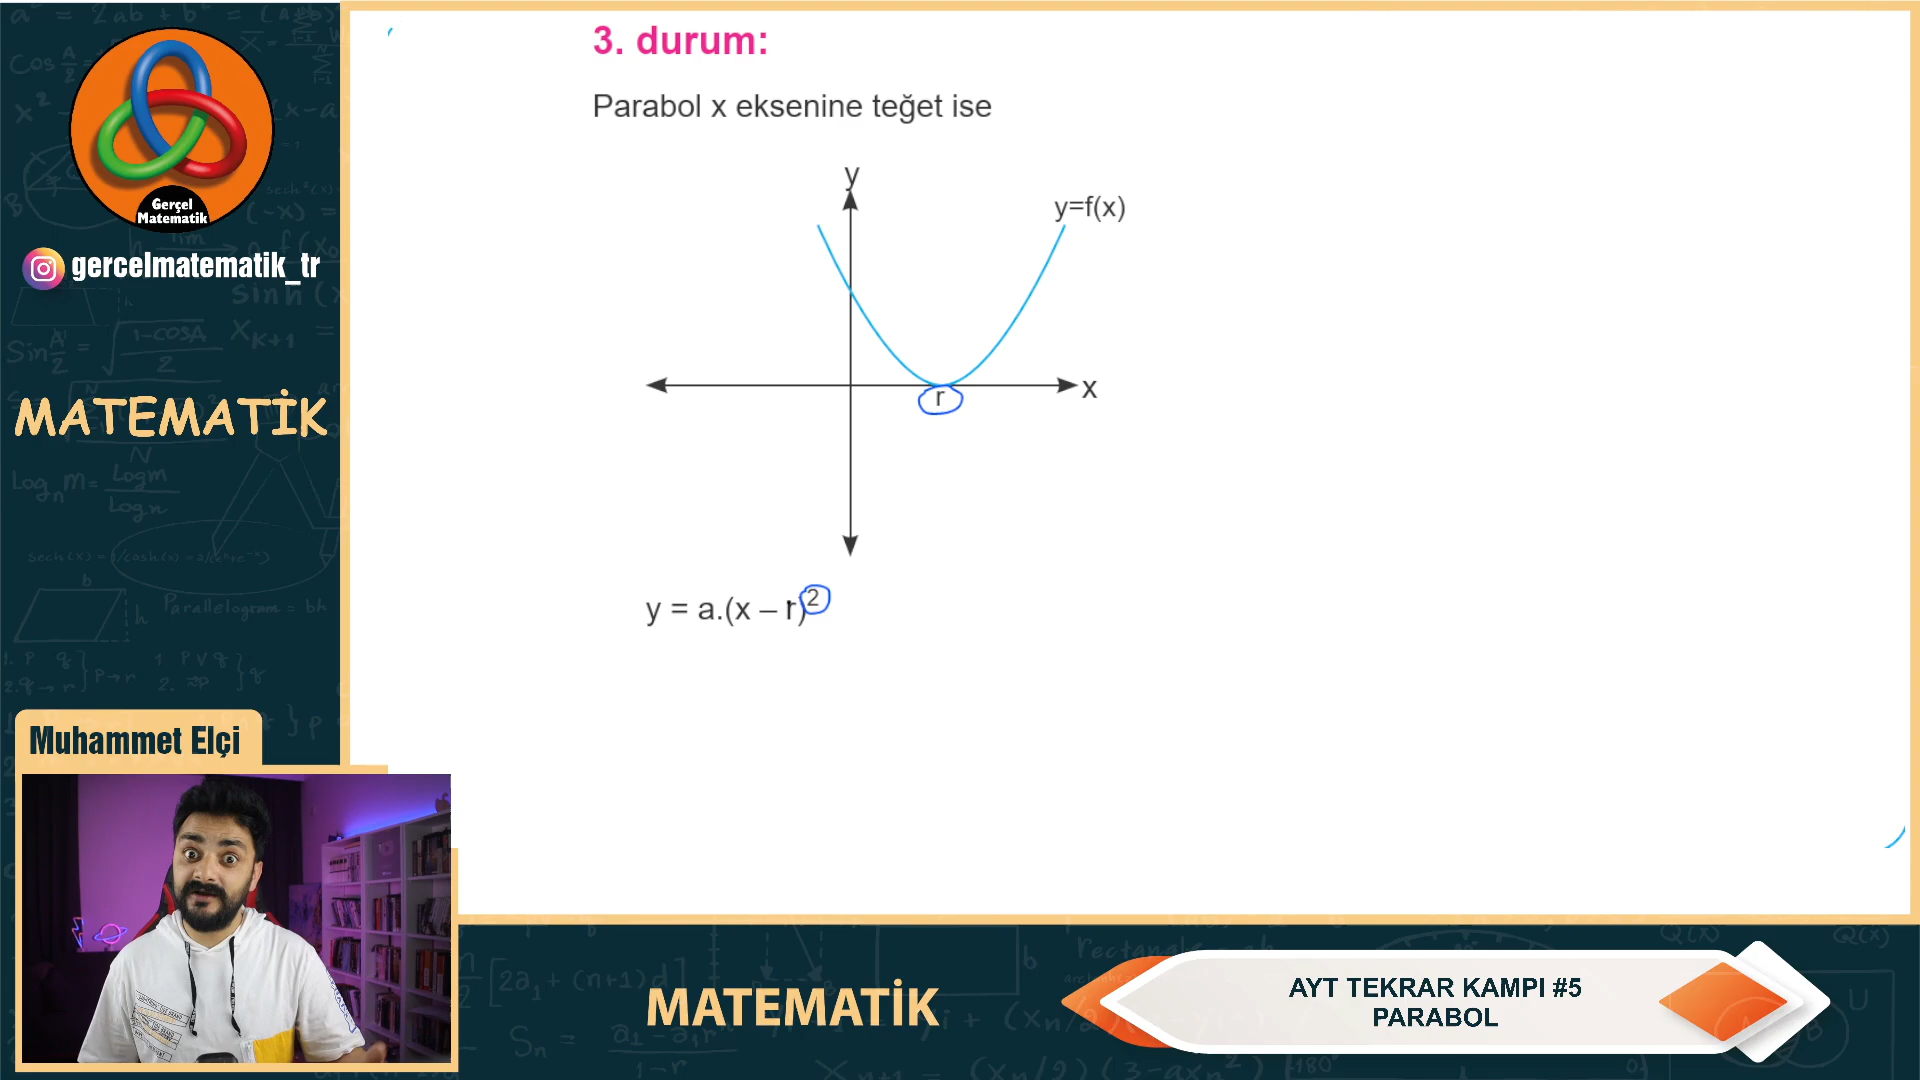 3. durum:
Parabol x eksenine teğet ise
y
y=f(x)
x
r
y = a.(x – r)²
Gerçel
Matematik
gercelmatematik_tr
MATEMATİK
Muhammet Elçi
MATEMATİK
AYT TEKRAR KAMPI #5
PARABOL